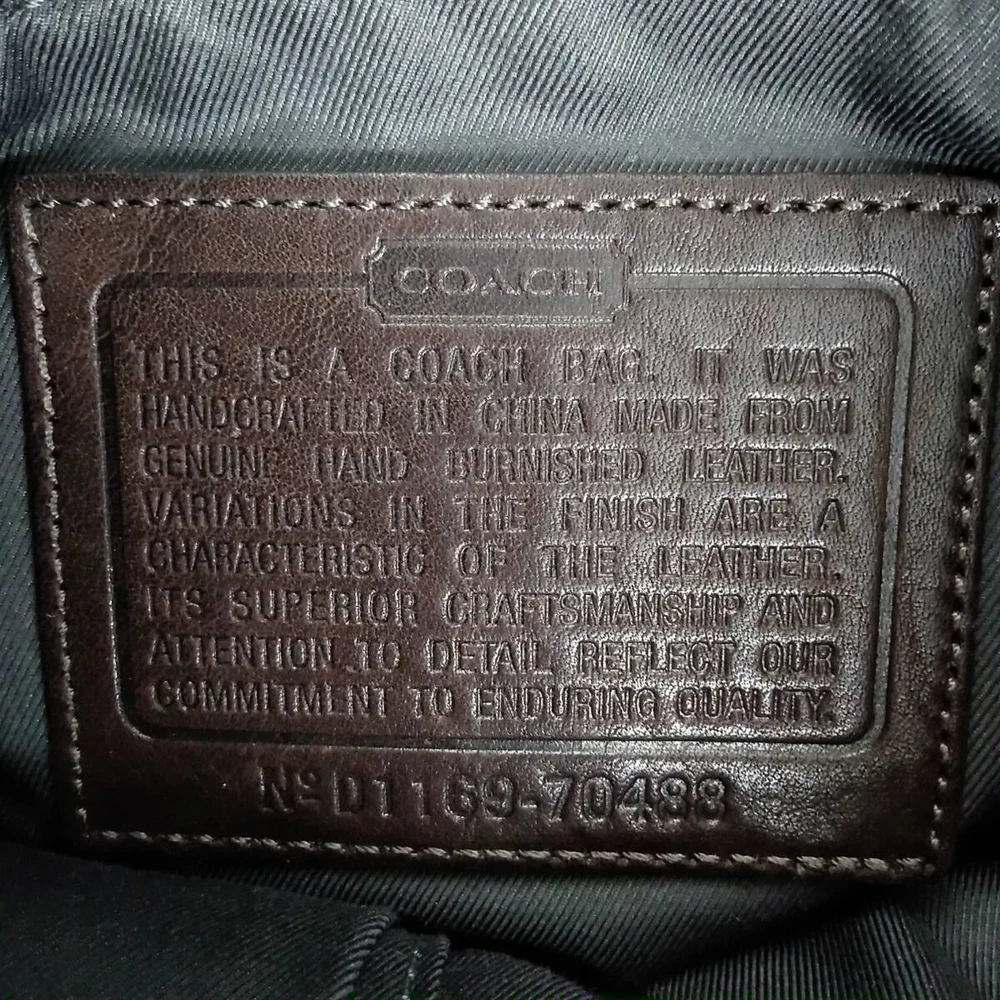 COACH
THIS IS A COACH BAG. IT WAS
HANDCRAFTED IN CHINA MADE FROM
GENUINE HAND BURNISHED LEATHER.
VARIATIONS IN THE FINISH ARE A
CHARACTERISTIC OF THE LEATHER.
ITS SUPERIOR CRAFTSMANSHIP AND
ATTENTION TO DETAIL REFLECT OUR
COMMITMENT TO ENDURING QUALITY.
Nº D1169-70488